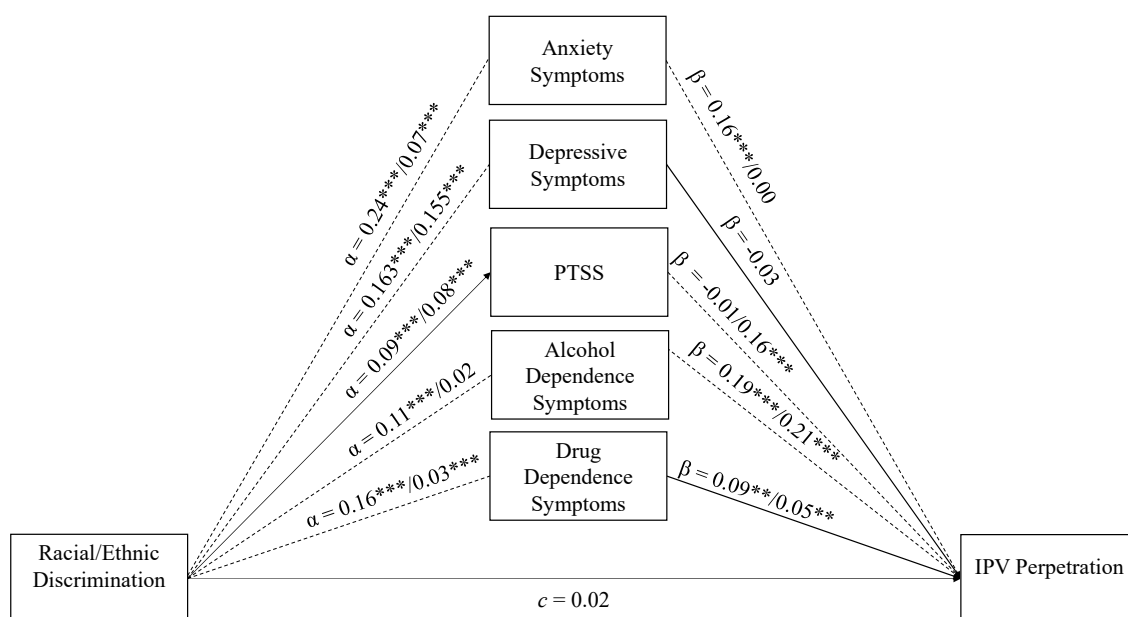 Anxiety
Symptoms
Depressive
Symptoms
PTSS
Alcohol
Dependence
Symptoms
Drug
Dependence
Symptoms
α = 0.24***/0.07***
α = 0.163***/0.155***
α = 0.09***/0.08***
α = 0.11***/0.02
α = 0.16***/0.03***
β = 0.16***/0.00
β = -0.03
β = -0.01/0.16***
β = 0.19***/0.21***
β = 0.09**/0.05**
Racial/Ethnic
Discrimination
IPV Perpetration
c = 0.02